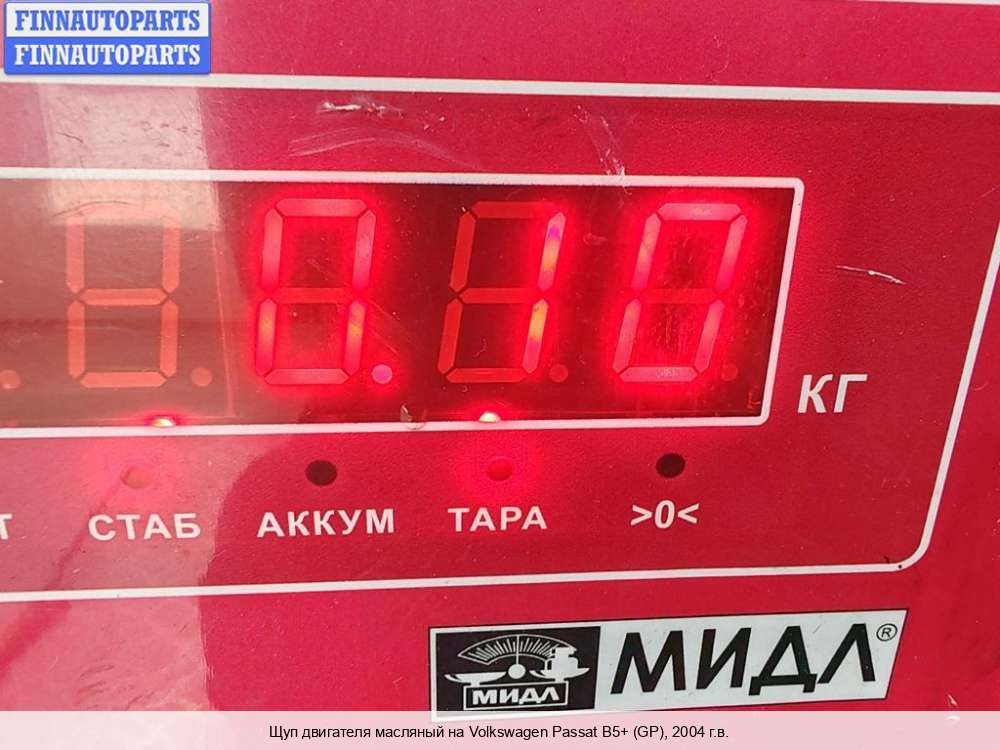 FINNAUTOPARTS
FINNAUTOPARTS
0.10
КГ
Т СТАБ АККУМ ТАРА >0<
МИДЛ МИДЛ®
Щуп двигателя масляный на Volkswagen Passat B5+ (GP), 2004 г.в.